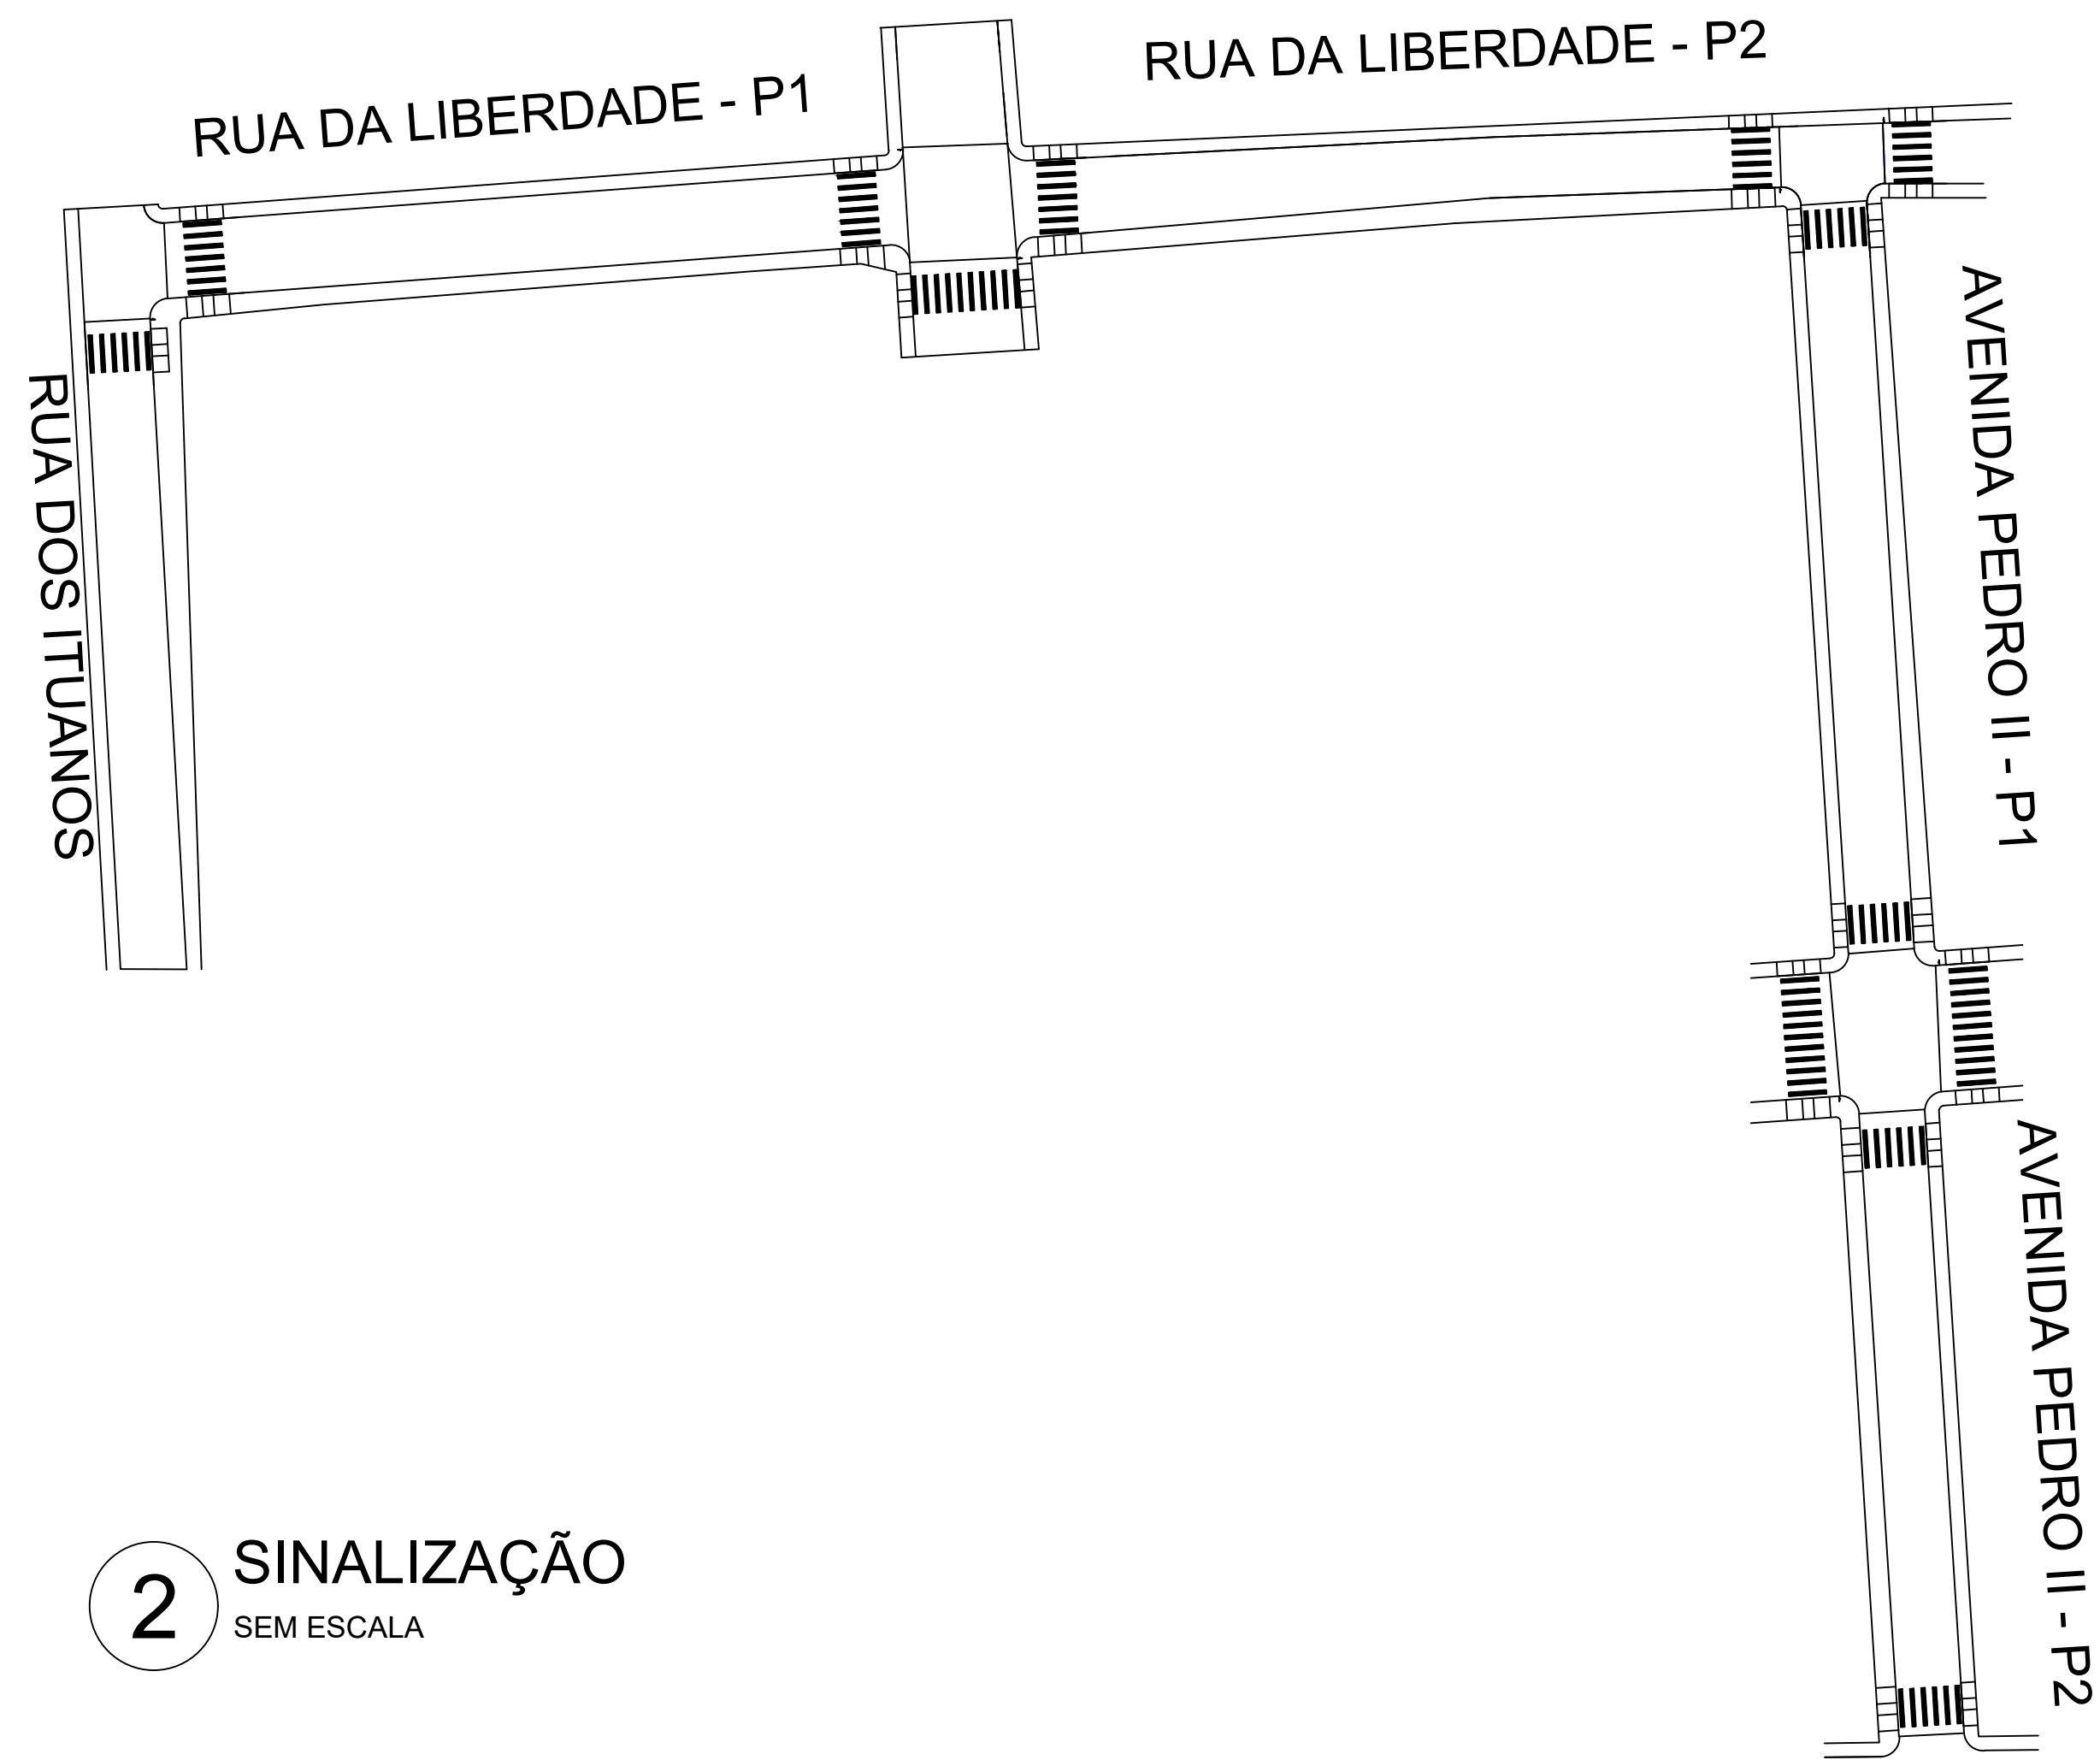 RUA DA LIBERDADE - P1
RUA DA LIBERDADE - P2
RUA DOS ITUANOS
AVENIDA PEDRO II - P1
AVENIDA PEDRO II - P2
2
SINALIZAÇÃO
SEM ESCALA